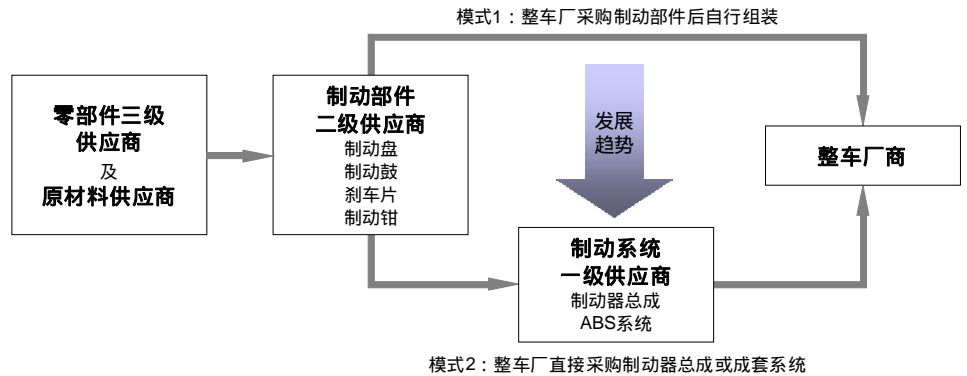 模式1：整车厂采购制动部件后自行组装
零部件三级
供应商
及
原材料供应商
制动部件
二级供应商
制动盘
制动鼓
刹车片
制动钳
发展
趋势
整车厂商
制动系统
一级供应商
制动器总成
ABS系统
模式2：整车厂直接采购制动器总成或成套系统